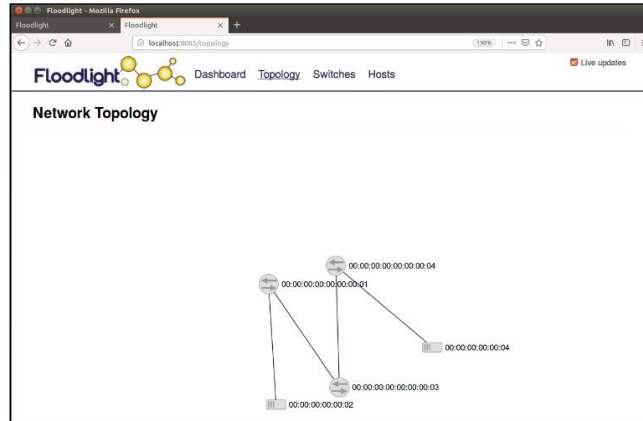 Floodlight - Mozilla Firefox
Floodlight × Floodlight × +
localhost:8083/topology 130% ...
Floodlight Dashboard Topology Switches Hosts Live updates
Network Topology
00:00:00:00:00:00:00:04
00:00:00:00:00:00:00:01
00:00:00:00:00:04
00:00:00:00:00:00:00:03
00:00:00:00:00:02